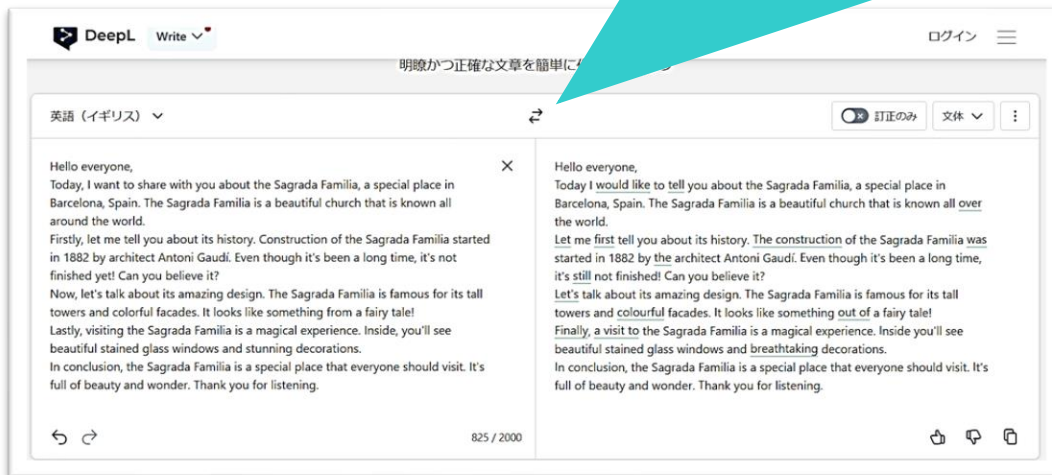 DeepL Write
ログイン
明瞭かつ正確な文章を簡単に
英語（イギリス）
訂正のみ 文体
Hello everyone,
Today, I want to share with you about the Sagrada Familia, a special place in
Barcelona, Spain. The Sagrada Familia is a beautiful church that is known all
around the world.
Firstly, let me tell you about its history. Construction of the Sagrada Familia started
in 1882 by architect Antoni Gaudí. Even though it's been a long time, it's not
finished yet! Can you believe it?
Now, let's talk about its amazing design. The Sagrada Familia is famous for its tall
towers and colorful facades. It looks like something from a fairy tale!
Lastly, visiting the Sagrada Familia is a magical experience. Inside, you'll see
beautiful stained glass windows and stunning decorations.
In conclusion, the Sagrada Familia is a special place that everyone should visit. It's
full of beauty and wonder. Thank you for listening.
825 / 2000
Hello everyone,
Today I would like to tell you about the Sagrada Familia, a special place in
Barcelona, Spain. The Sagrada Familia is a beautiful church that is known all over
the world.
Let me first tell you about its history. The construction of the Sagrada Familia was
started in 1882 by the architect Antoni Gaudí. Even though it's been a long time,
it's still not finished! Can you believe it?
Let's talk about its amazing design. The Sagrada Familia is famous for its tall
towers and colourful facades. It looks like something out of a fairy tale!
Finally, a visit to the Sagrada Familia is a magical experience. Inside you'll see
beautiful stained glass windows and breathtaking decorations.
In conclusion, the Sagrada Familia is a special place that everyone should visit. It's
full of beauty and wonder. Thank you for listening.